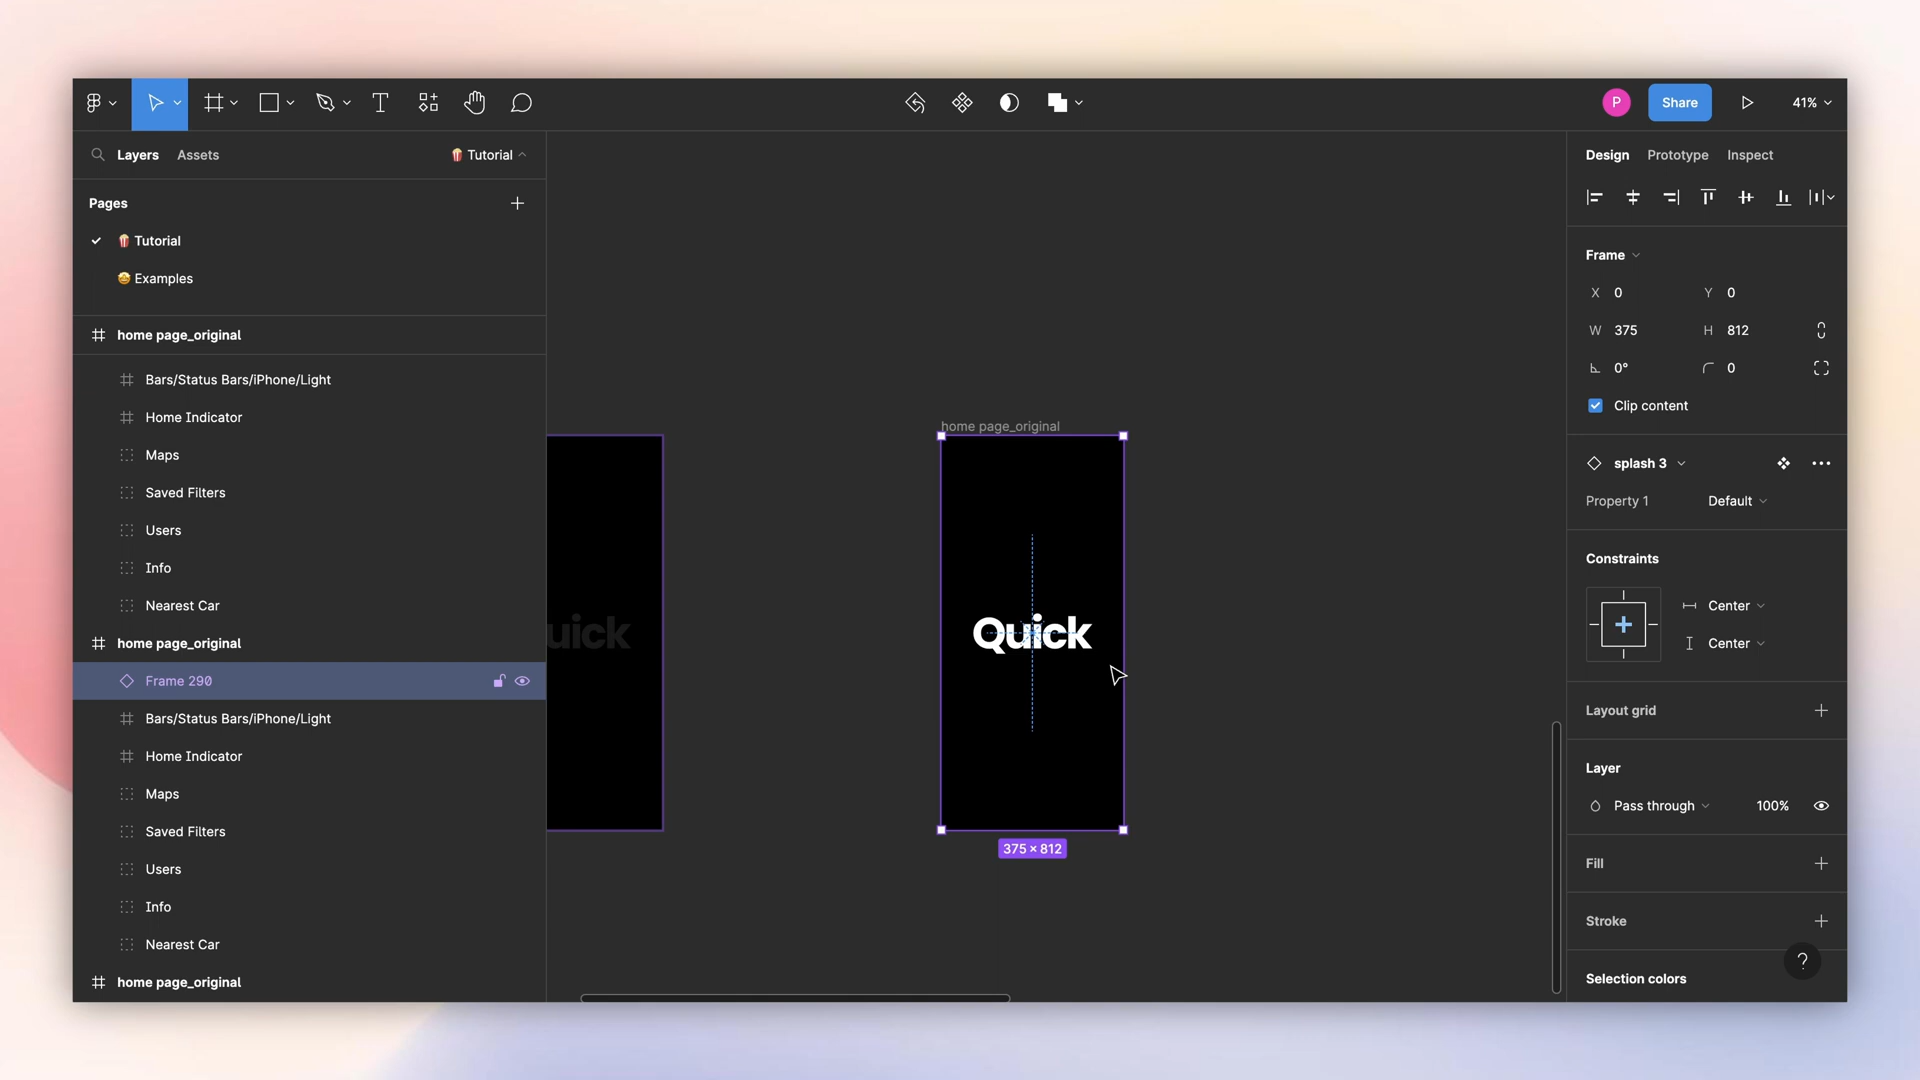 P
Share
41%
Layers
Assets
Tutorial
Design
Prototype
Inspect
Pages
Tutorial
Examples
home page_original
Bars/Status Bars/iPhone/Light
Home Indicator
Maps
Saved Filters
Users
Info
Nearest Car
home page_original
Frame 290
Bars/Status Bars/iPhone/Light
Home Indicator
Maps
Saved Filters
Users
Info
Nearest Car
home page_original
uick
home page_original
Quick
375 × 812
Frame
X 0 Y 0
W 375 H 812
0° 0
Clip content
splash 3
Property 1 Default
Constraints
Center
Center
Layout grid
Layer
Pass through 100%
Fill
Stroke
?
Selection colors